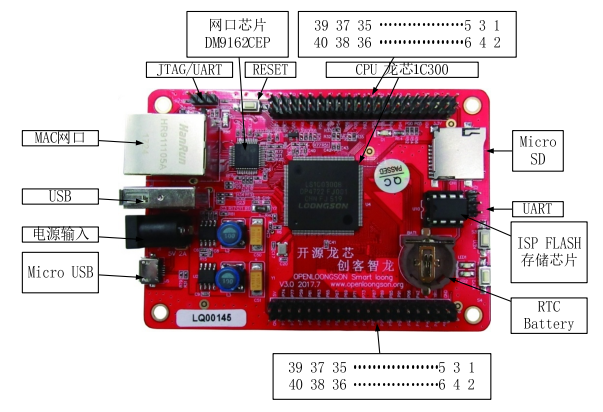 网口芯片
DM9162CEP
39 37 35 ··················5 3 1
40 38 36 ··················6 4 2
JTAG/UART
RESET
CPU 龙芯1C300
MAC网口
HanRun
HR911105A
Micro
SD
QC
PASSED
USB
LOONGSON
UART
电源输入
ISP FLASH
存储芯片
开源龙芯
创客智龙
Micro USB
OPENLOONGSON Smart loong
V3.0 2017.7 www.openloongson.org
RTC
Battery
LQ00145
39 37 35 ··················5 3 1
40 38 36 ··················6 4 2